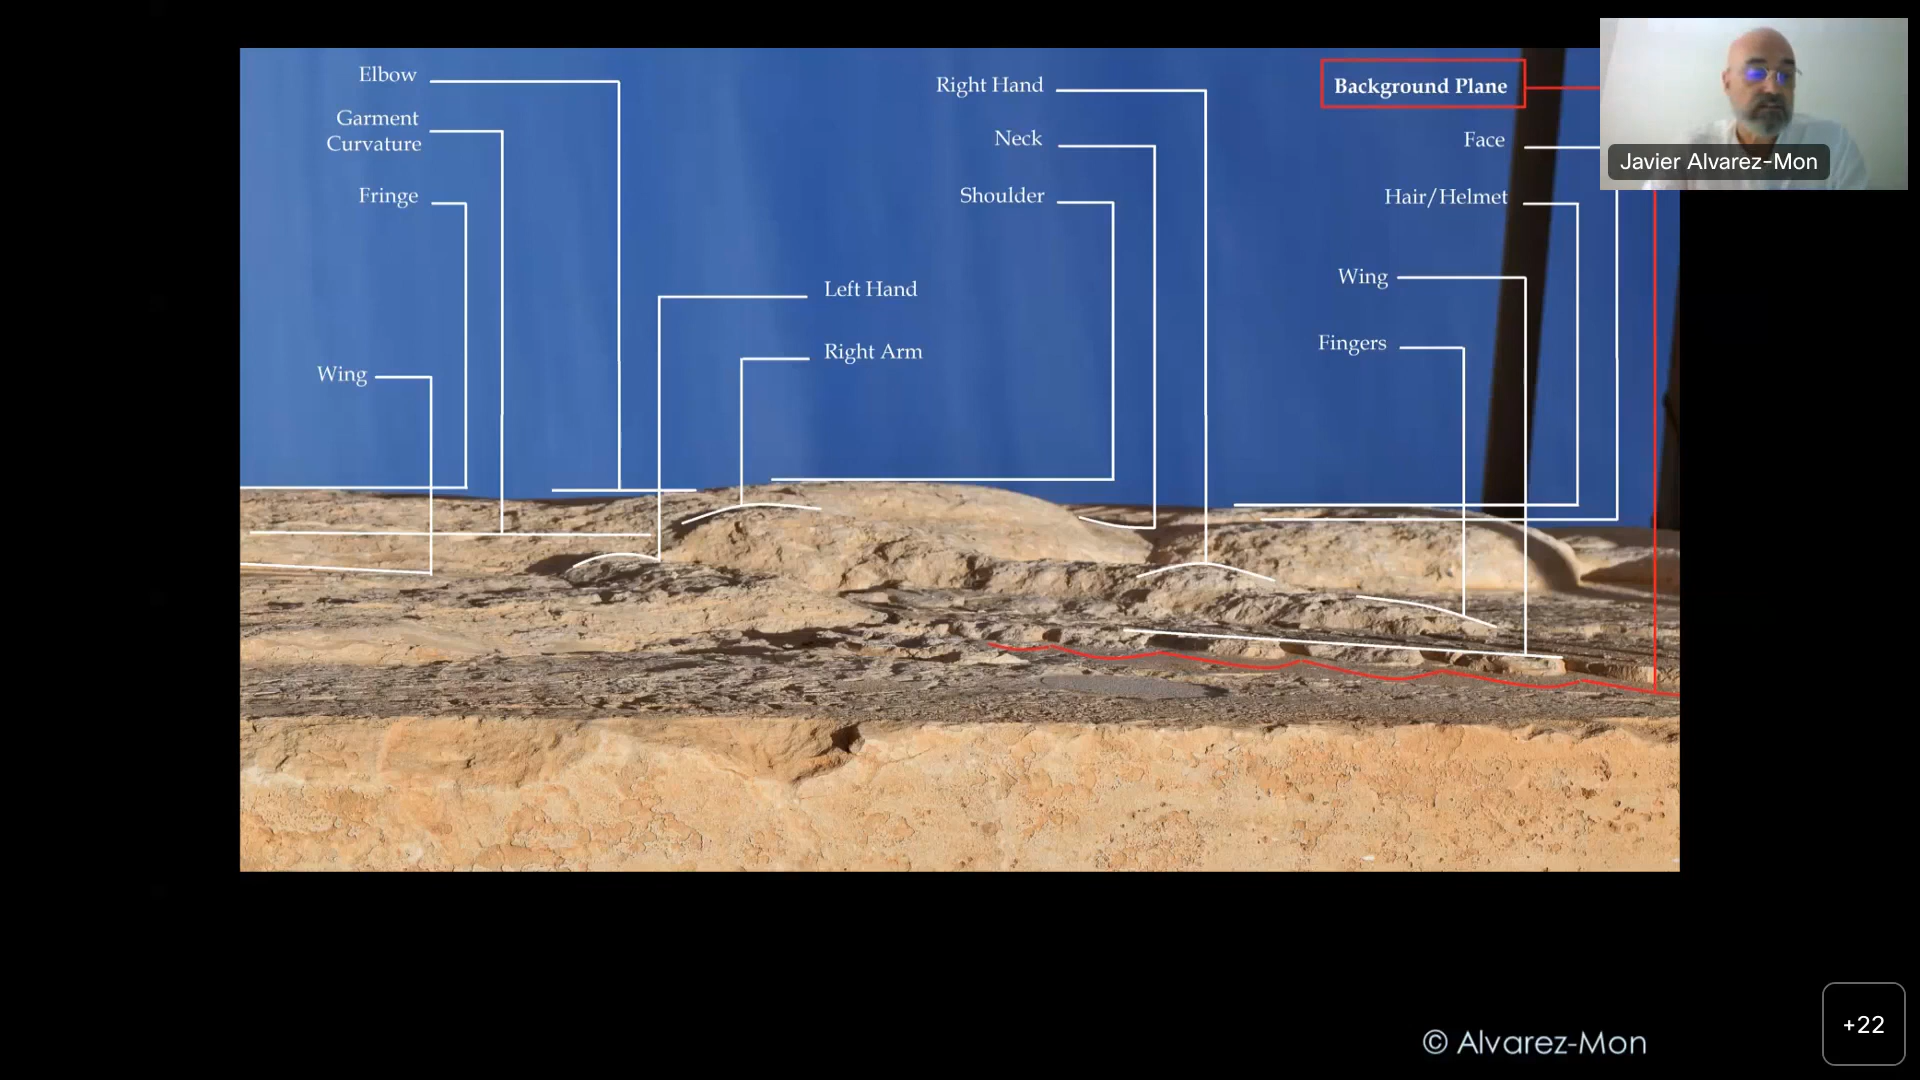 Elbow
Garment
Curvature
Fringe
Wing
Left Hand
Right Arm
Right Hand
Neck
Shoulder
Background Plane
Face
Hair/Helmet
Wing
Fingers
Javier Alvarez-Mon
+22
© Alvarez-Mon